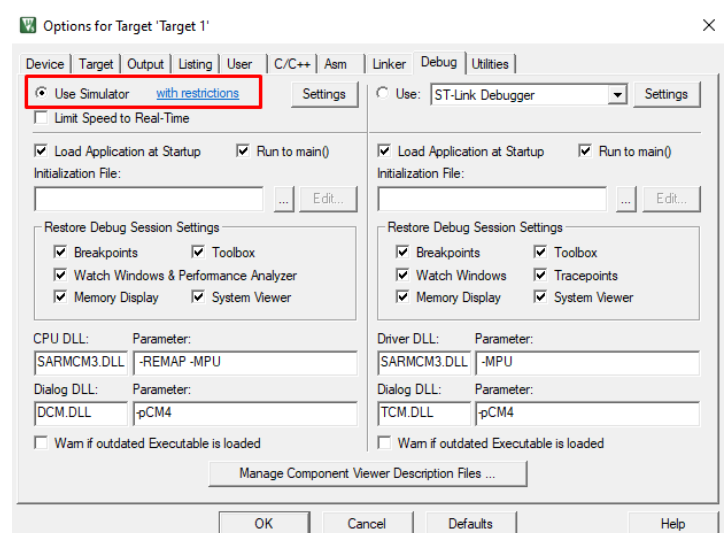 Options for Target 'Target 1'
Device Target Output Listing User C/C++ Asm Linker Debug Utilities
Use Simulator with restrictions Settings
Limit Speed to Real-Time
Load Application at Startup Run to main()
Initialization File:
... Edit...
Restore Debug Session Settings
Breakpoints Toolbox
Watch Windows & Performance Analyzer
Memory Display System Viewer
CPU DLL: Parameter:
SARMCM3.DLL -REMAP -MPU
Dialog DLL: Parameter:
DCM.DLL -pCM4
Warn if outdated Executable is loaded
Use: ST-Link Debugger Settings
Load Application at Startup Run to main()
Initialization File:
... Edit...
Restore Debug Session Settings
Breakpoints Toolbox
Watch Windows Tracepoints
Memory Display System Viewer
Driver DLL: Parameter:
SARMCM3.DLL -MPU
Dialog DLL: Parameter:
TCM.DLL -pCM4
Warn if outdated Executable is loaded
Manage Component Viewer Description Files ...
OK Cancel Defaults Help